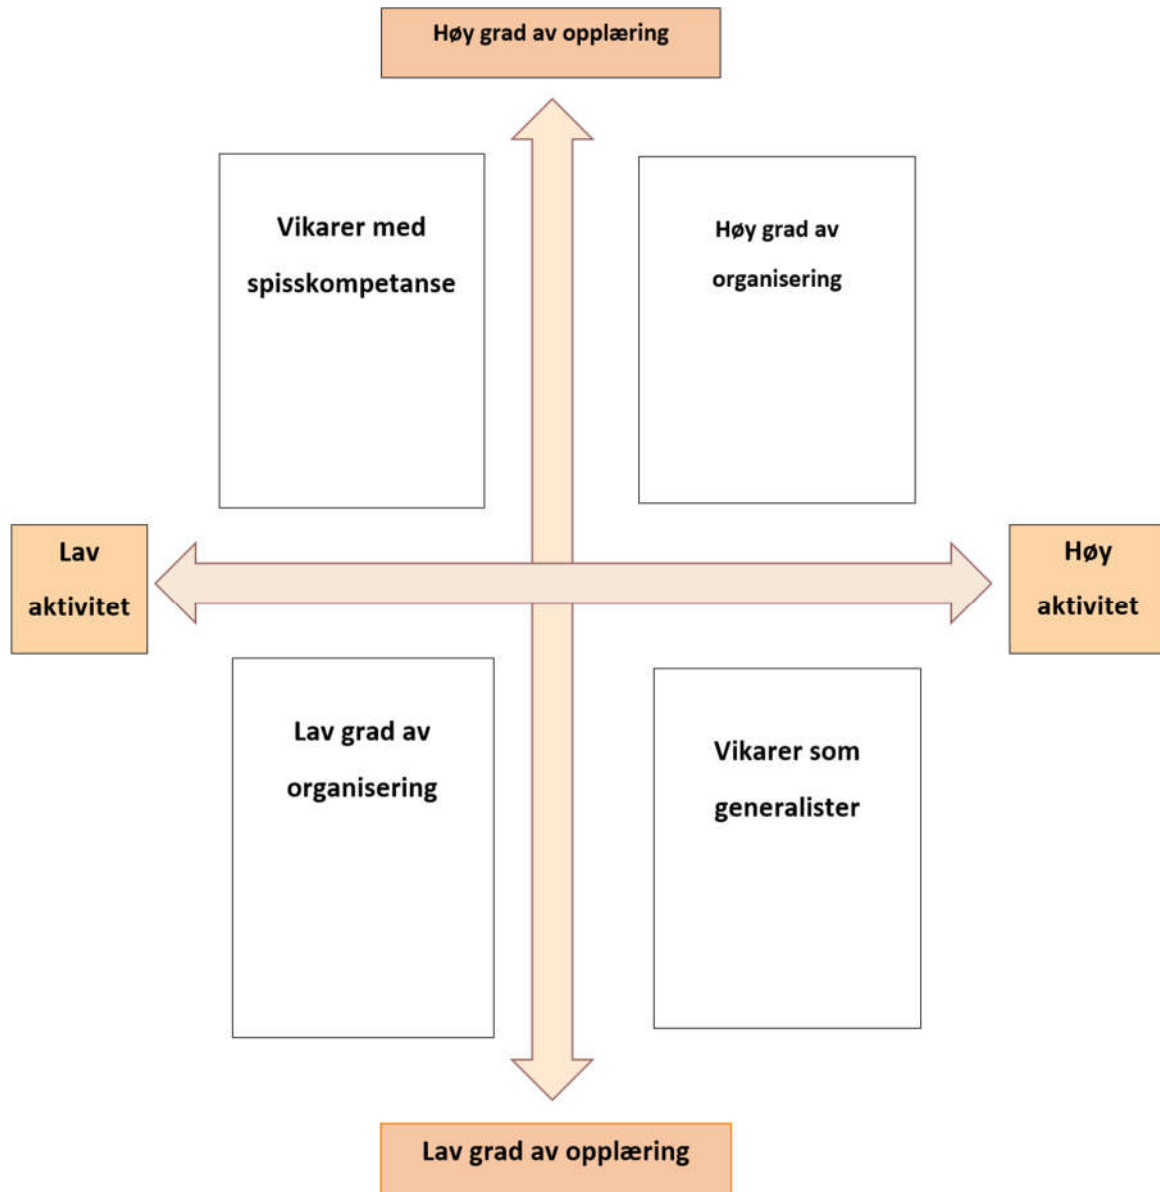 Høy grad av opplæring
Vikarer med
spisskompetanse
Høy grad av
organisering
Lav
aktivitet
Høy
aktivitet
Lav grad av
organisering
Vikarer som
generalister
Lav grad av opplæring